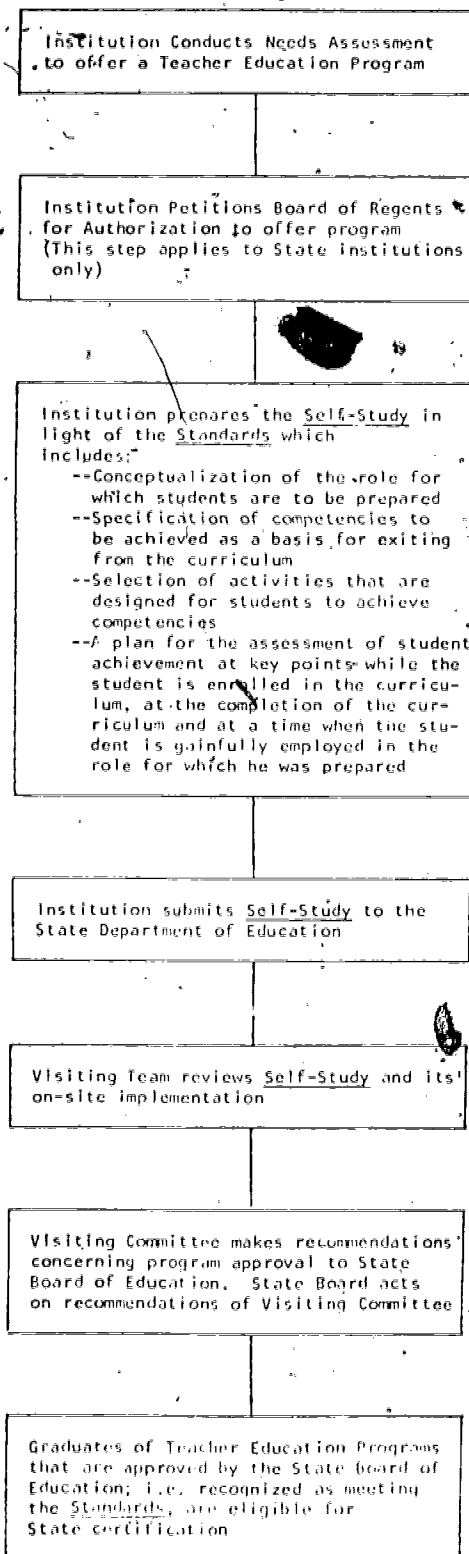 Institution Conducts Needs Assessment
to offer a Teacher Education Program
Institution Petitions Board of Regents
for Authorization to offer program
(This step applies to State institutions
only)
Institution prepares the Self-Study in
light of the Standards which
includes:
--Conceptualization of the role for
which students are to be prepared
--Specification of competencies to
be achieved as a basis for exiting
from the curriculum
--Selection of activities that are
designed for students to achieve
competencies
--A plan for the assessment of student
achievement at key points while the
student is enrolled in the curricu-
lum, at the completion of the cur-
riculum and at a time when the stu-
dent is gainfully employed in the
role for which he was prepared
Institution submits Self-Study to the
State Department of Education
Visiting Team reviews Self-Study and its
on-site implementation
Visiting Committee makes recommendations
concerning program approval to State
Board of Education. State Board acts
on recommendations of Visiting Committee
Graduates of Teacher Education Programs
that are approved by the State Board of
Education; i.e. recognized as meeting
the Standards, are eligible for
State certification